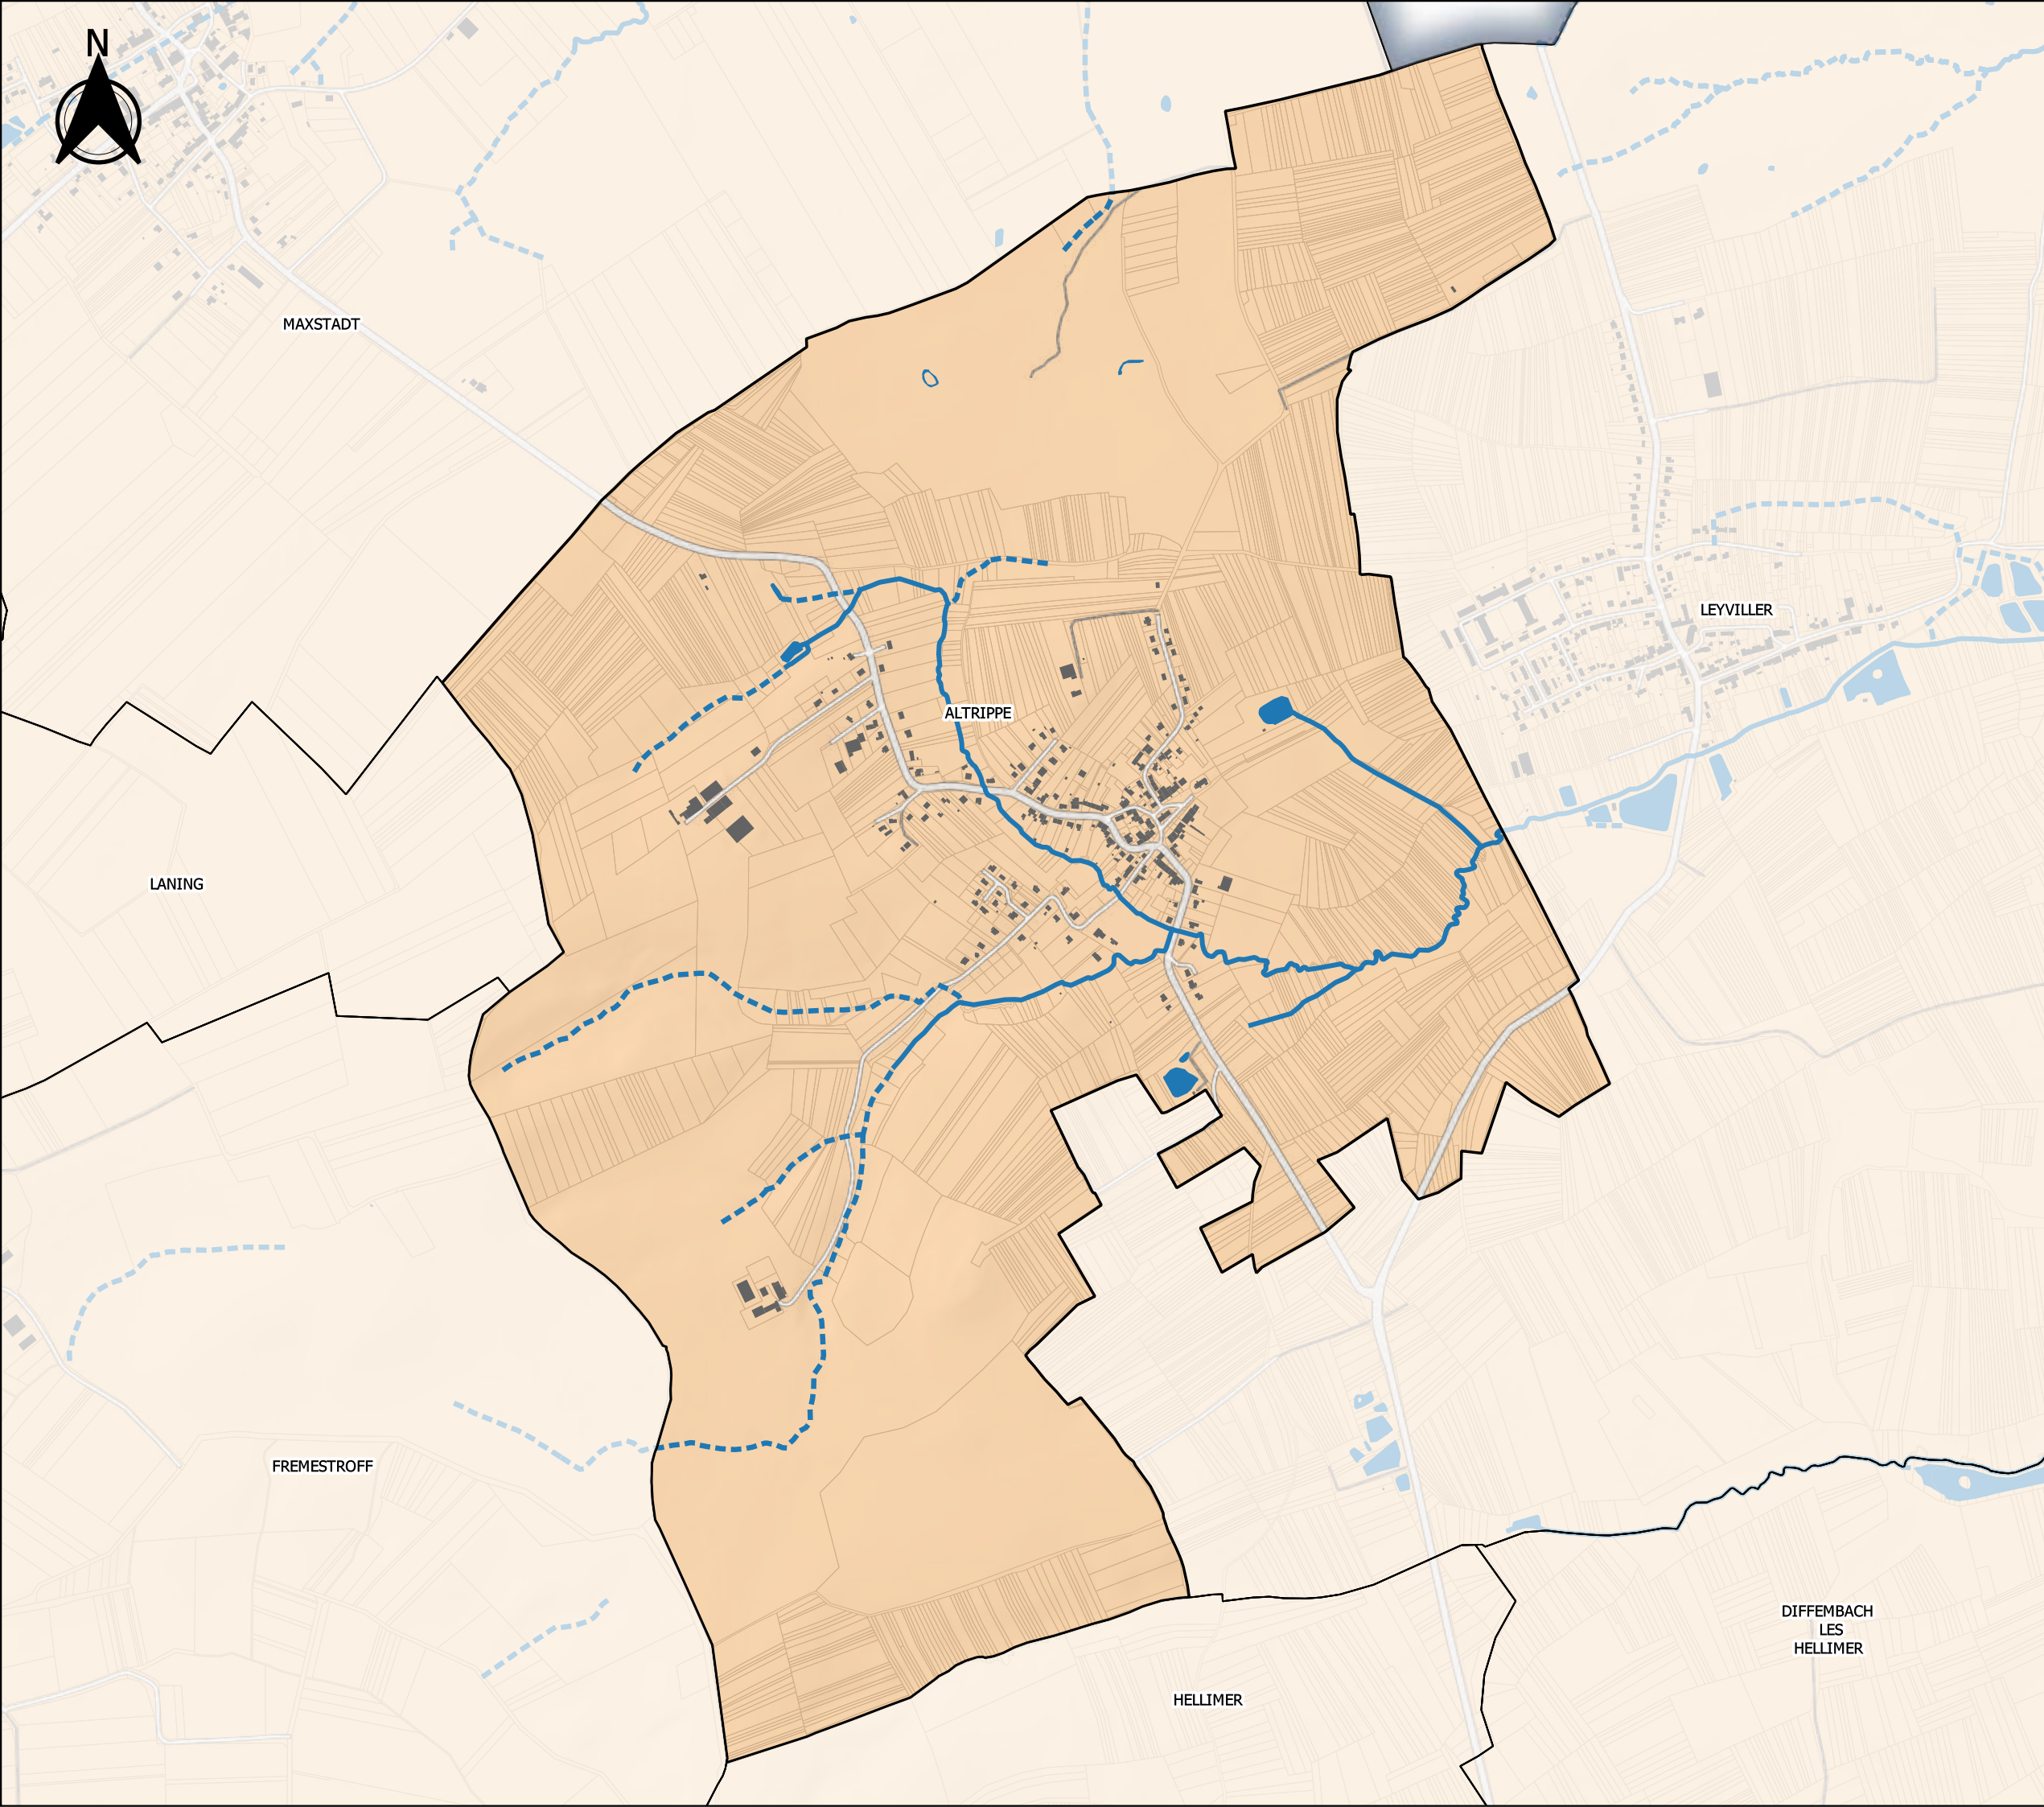 N
MAXSTADT
LEYVILLER
ALTRIPPE
LANING
FREMESTROFF
DIFFEMBACH
LES
HELLIMER
HELLIMER